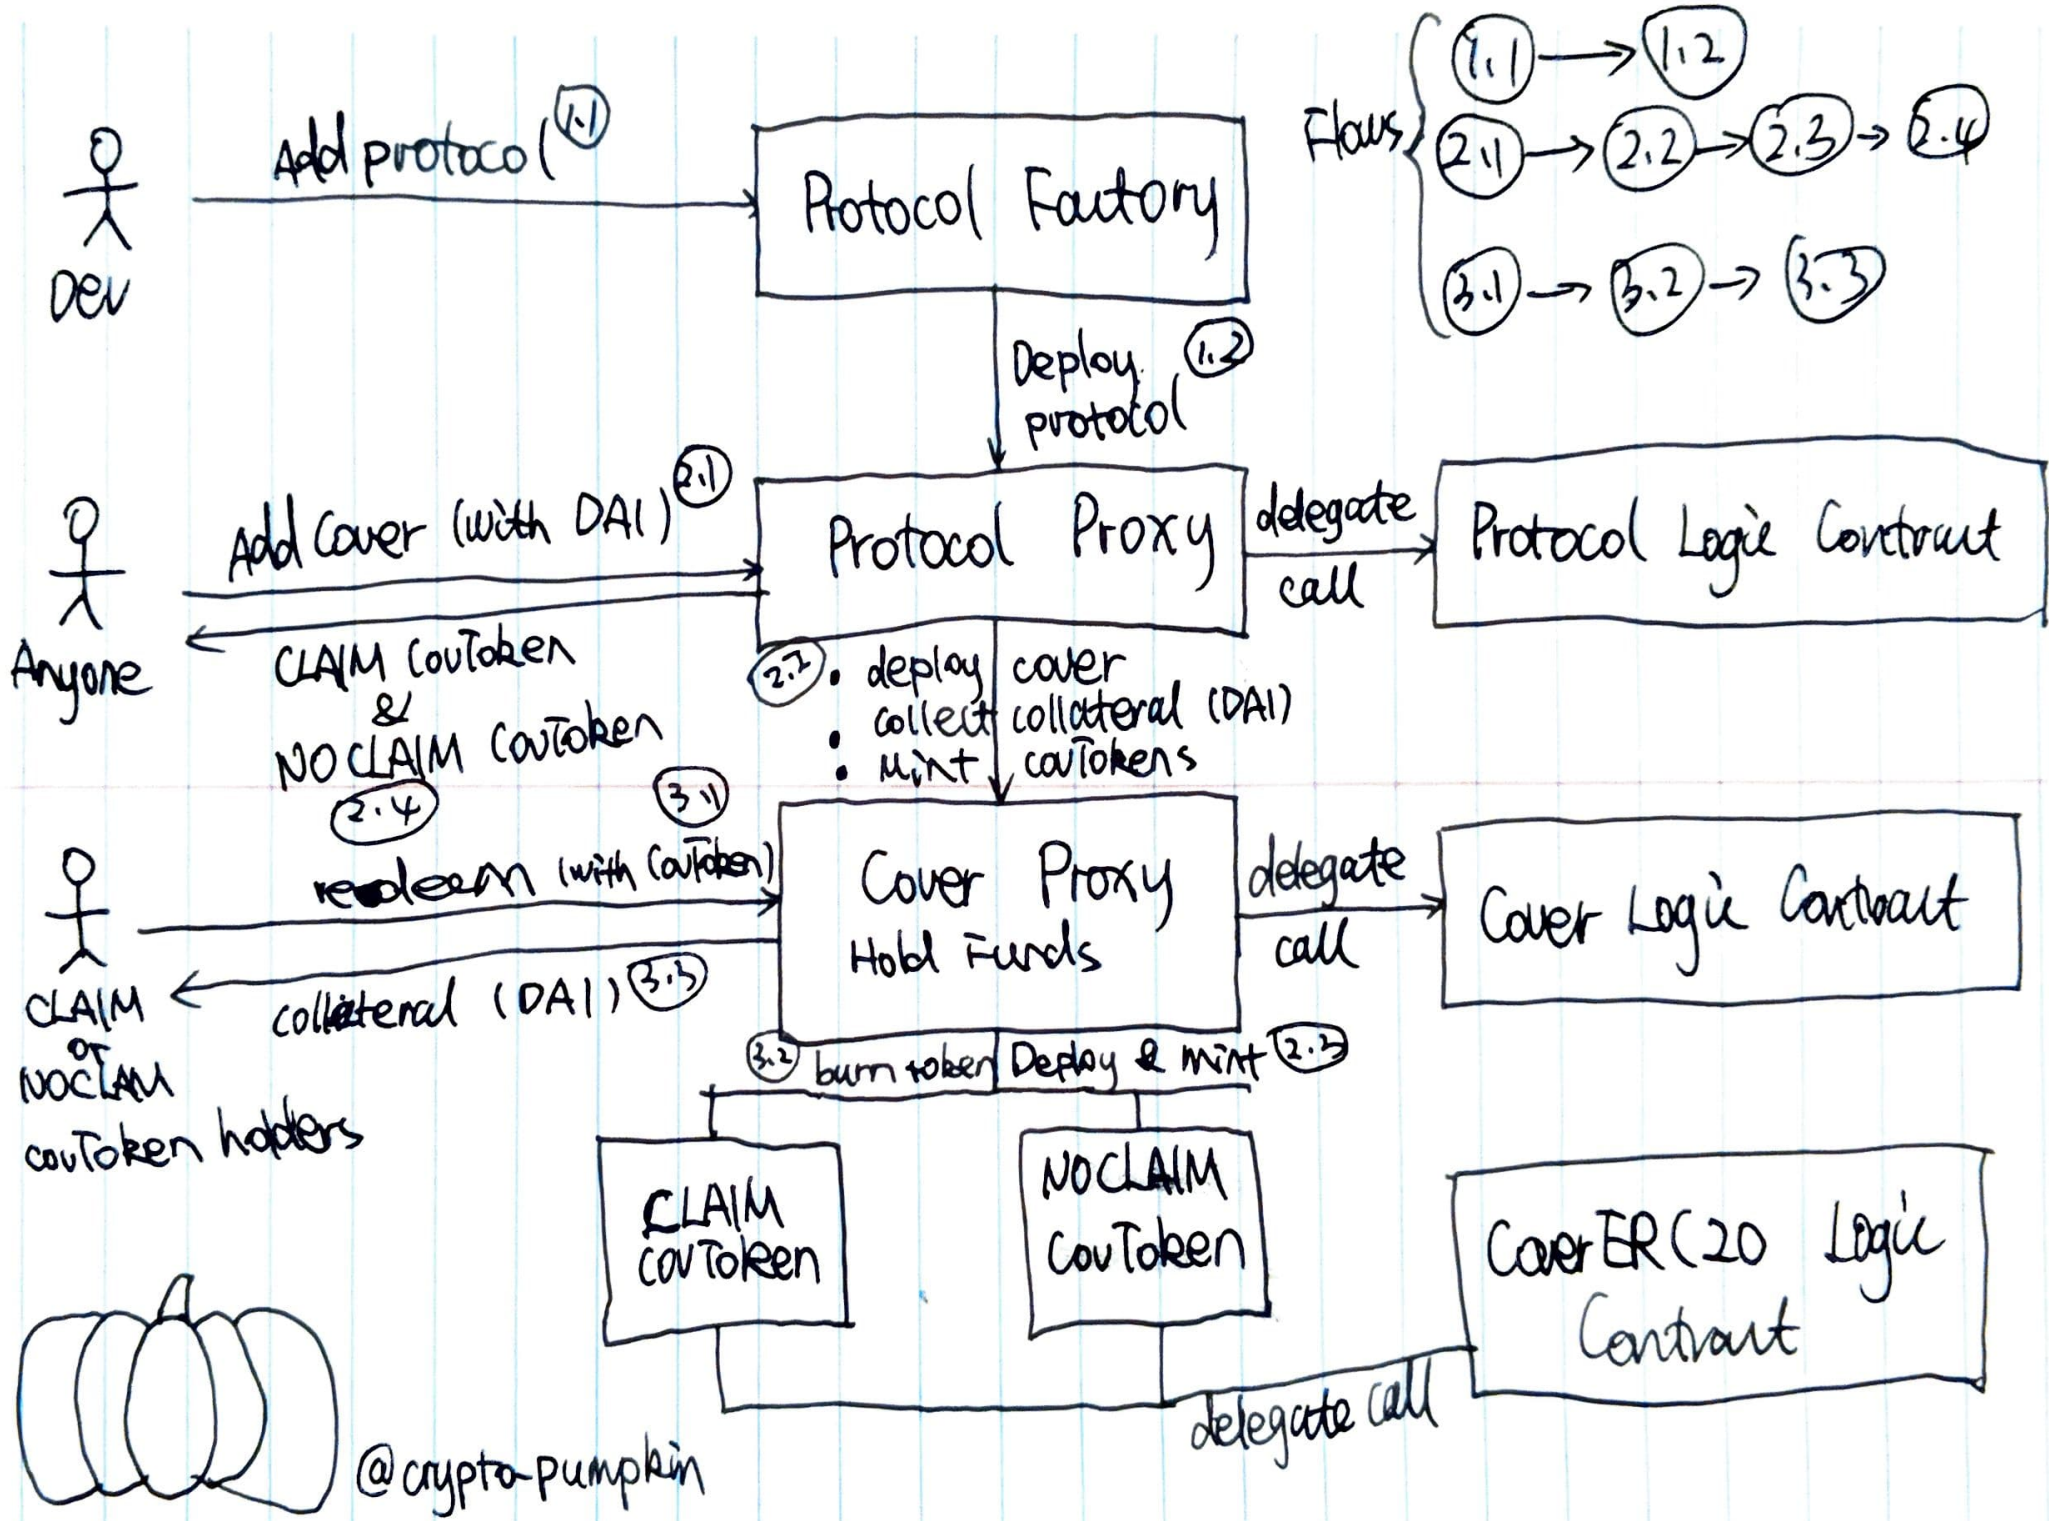 Flows
1.1 → 1.2
2.1 → 2.2 → 2.3 → 2.4
3.1 → 3.2 → 3.3
Add protocol 1.1
Dev
Protocol Factory
Deploy 1.2
protocol
Add Cover (with DAI) 2.1
Anyone
CLAIM CovToken
&
NOCLAIM CovToken
2.4
Protocol Proxy
delegate
call
Protocol Logic Contract
2.2 • deploy cover
• collect collateral (DAI)
• Mint covTokens
3.1
redeem (with CovToken)
collateral (DAI) 3.3
CLAIM
or
NOCLAM
covToken holders
Cover Proxy
Hold Funds
delegate
call
Cover Logic Contract
3.2 burn token
Deploy & mint 2.3
CLAIM
CovToken
NOCLAIM
CovToken
CoverERC20 Logic
Contract
delegate call
@crypto-pumpkin